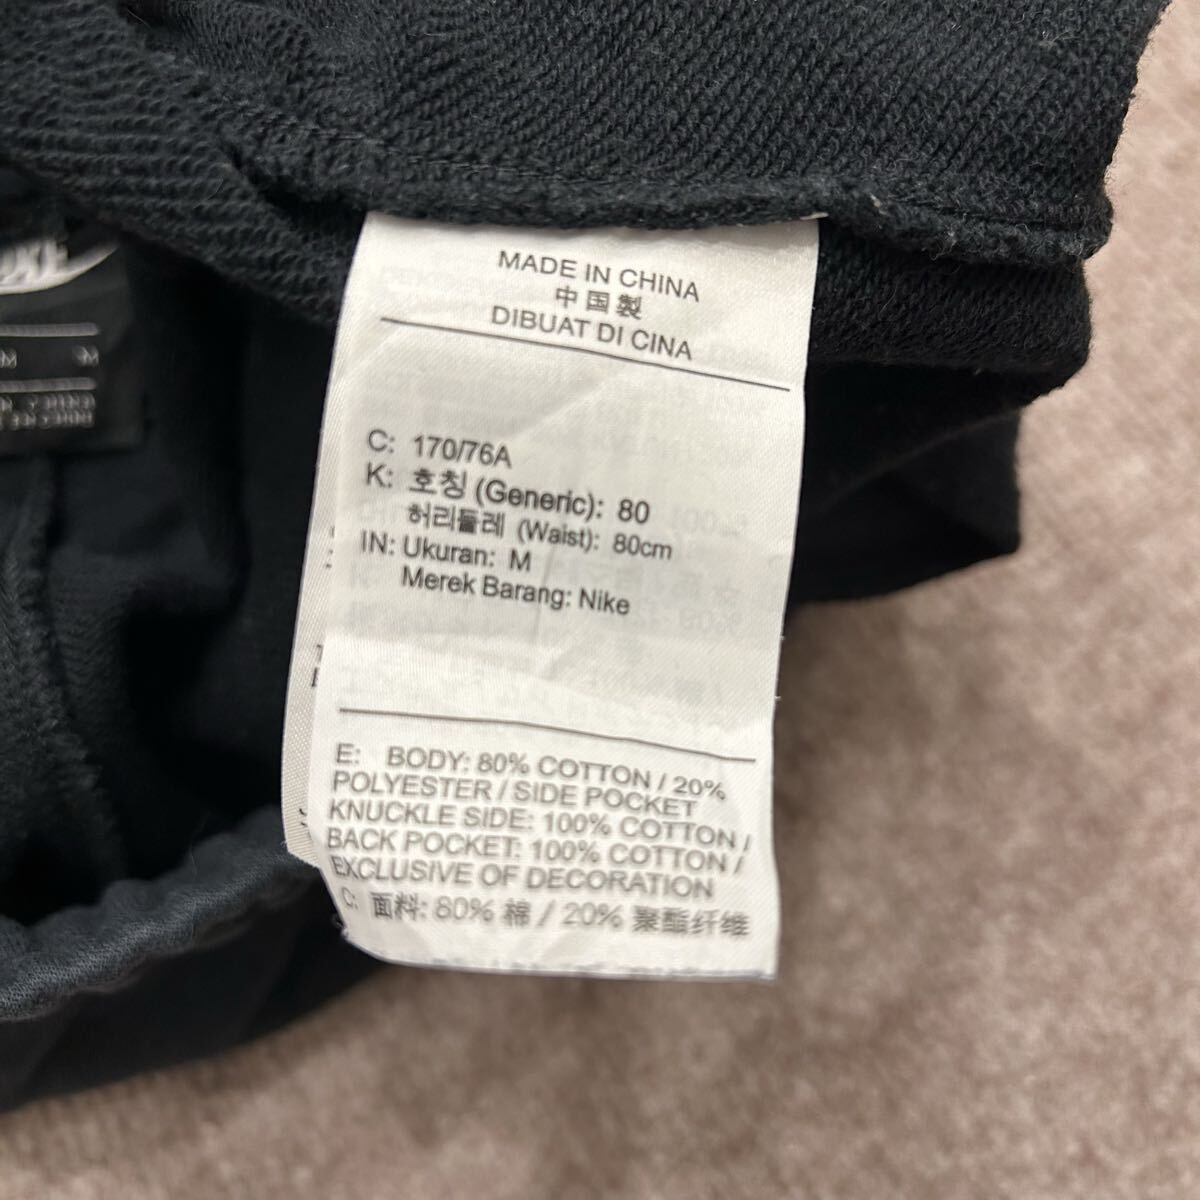 MADE IN CHINA
中国製
DIBUAT DI CINA
C: 170/76A
K: 호칭 (Generic): 80
허리둘레 (Waist): 80cm
IN: Ukuran: M
Merek Barang: Nike
E: BODY: 80% COTTON / 20%
POLYESTER / SIDE POCKET
KNUCKLE SIDE: 100% COTTON /
BACK POCKET: 100% COTTON /
EXCLUSIVE OF DECORATION
C: 面料: 80% 棉 / 20% 聚酯纤维
M M